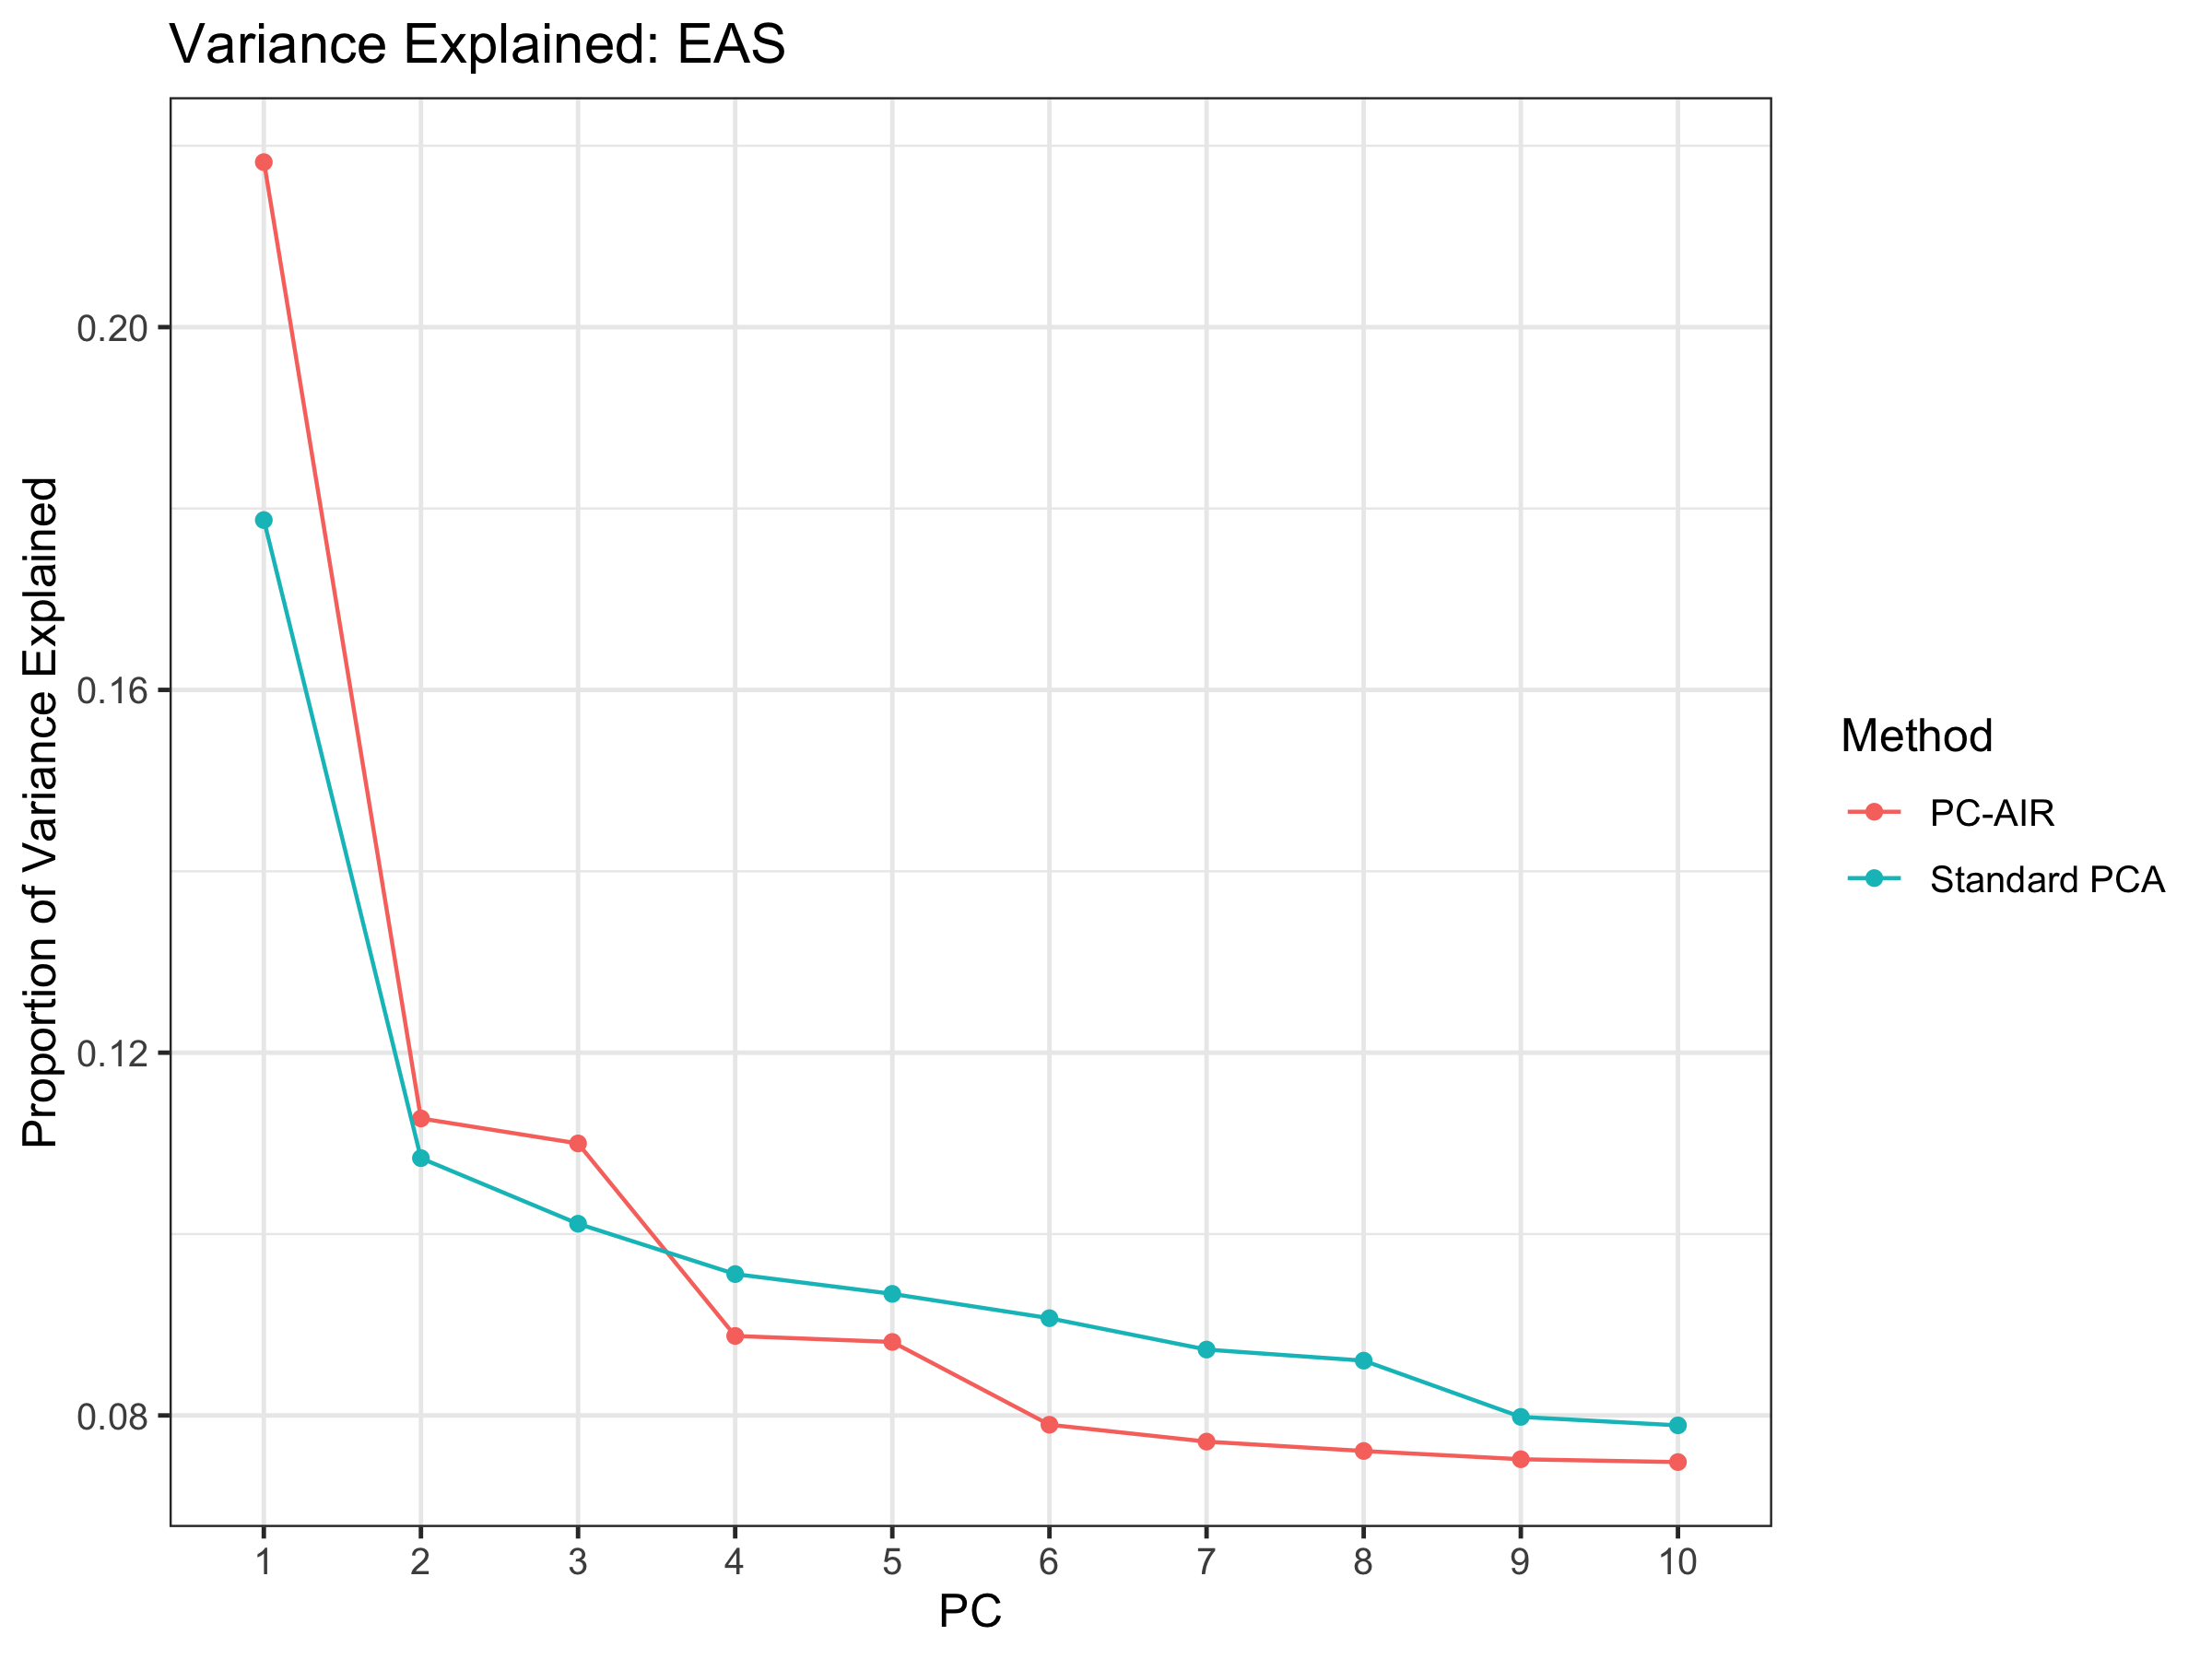 Variance Explained: EAS
Proportion of Variance Explained
0.20
0.16
0.12
0.08
1 2 3 4 5 6 7 8 9 10
PC
Method
PC-AIR
Standard PCA